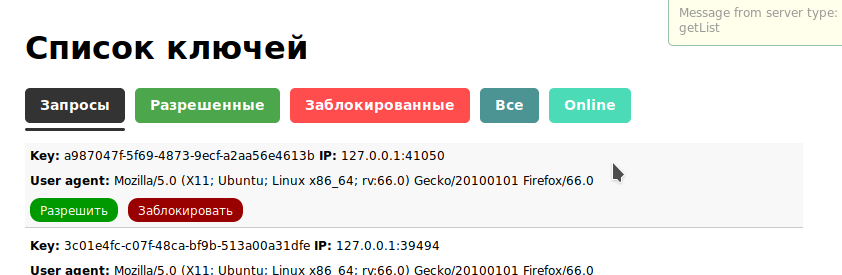 Message from server type:
getList
Список ключей
Запросы Разрешенные Заблокированные Все Online
Key: a987047f-5f69-4873-9ecf-a2aa56e4613b IP: 127.0.0.1:41050
User agent: Mozilla/5.0 (X11; Ubuntu; Linux x86_64; rv:66.0) Gecko/20100101 Firefox/66.0
Разрешить Заблокировать
Key: 3c01e4fc-c07f-48ca-bf9b-513a00a31dfe IP: 127.0.0.1:39494
User agent: Mozilla/5.0 (X11; Ubuntu; Linux x86_64; rv:66.0) Gecko/20100101 Firefox/66.0